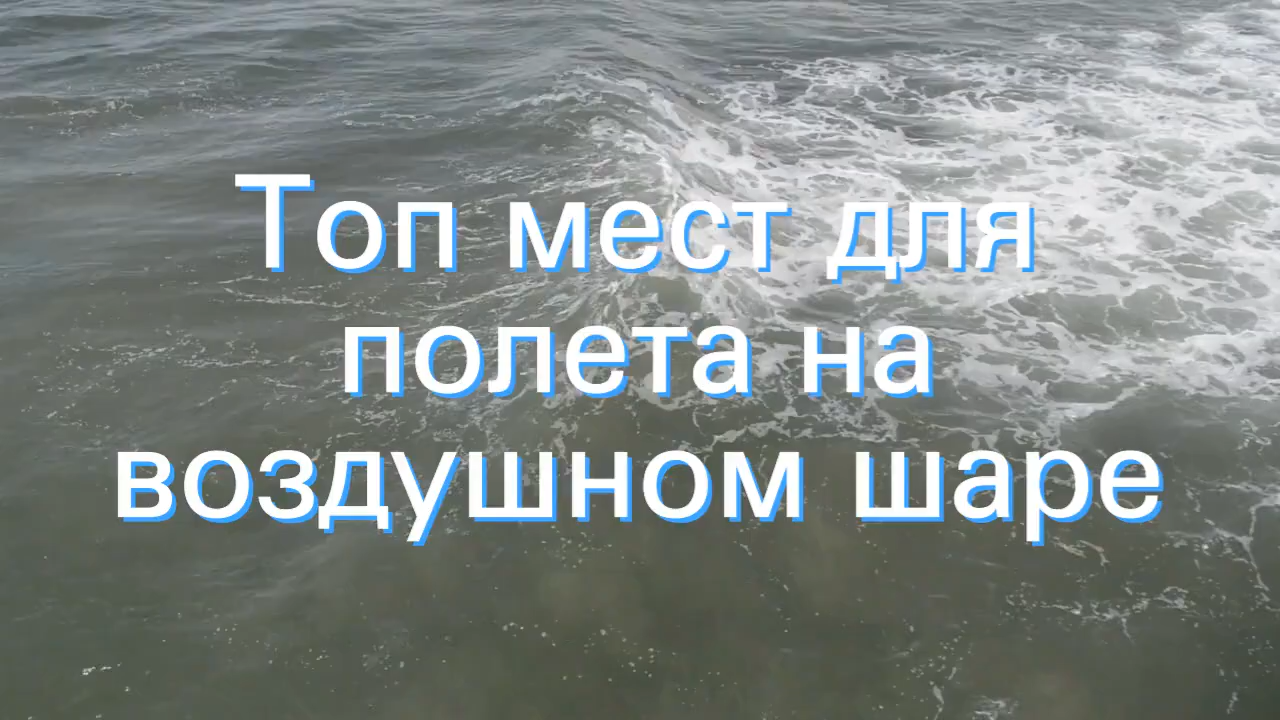 Топ мест для
полета на
воздушном шаре